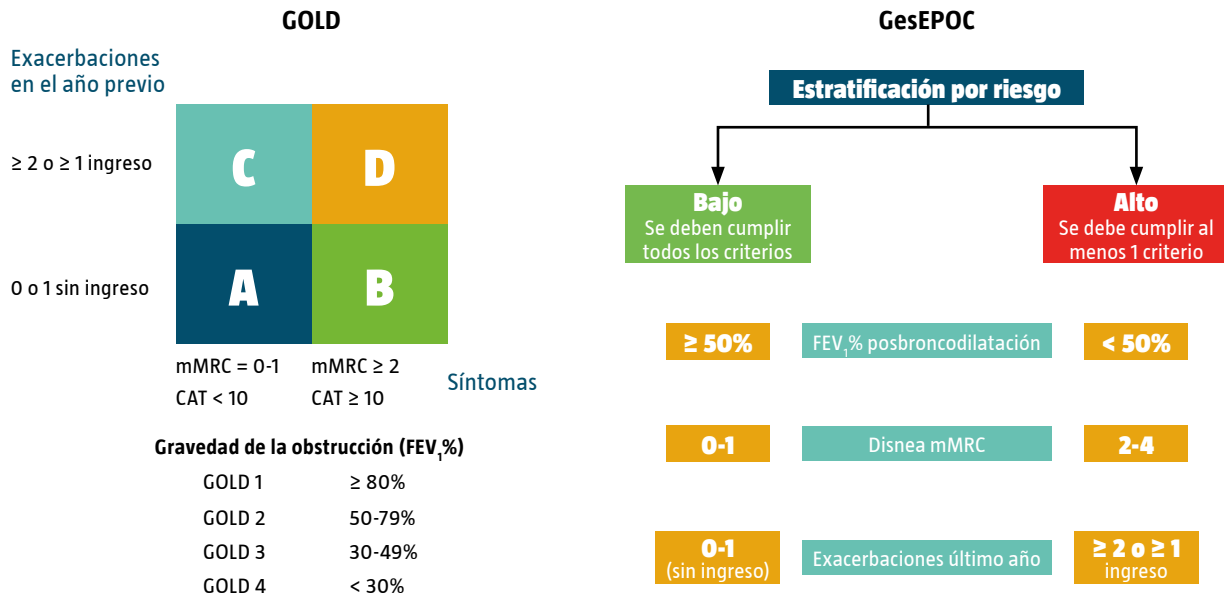 GOLD
Exacerbaciones
en el año previo
≥ 2 o ≥ 1 ingreso
C
D
0 o 1 sin ingreso
A
B
mMRC = 0-1
mMRC ≥ 2
CAT < 10
CAT ≥ 10
Síntomas
Gravedad de la obstrucción (FEV₁%)
GOLD 1 ≥ 80%
GOLD 2 50-79%
GOLD 3 30-49%
GOLD 4 < 30%
GesEPOC
Estratificación por riesgo
Bajo
Se deben cumplir
todos los criterios
Alto
Se debe cumplir al
menos 1 criterio
≥ 50%
FEV₁% posbroncodilatación
< 50%
0-1
Disnea mMRC
2-4
0-1
(sin ingreso)
Exacerbaciones último año
≥ 2 o ≥ 1
ingreso